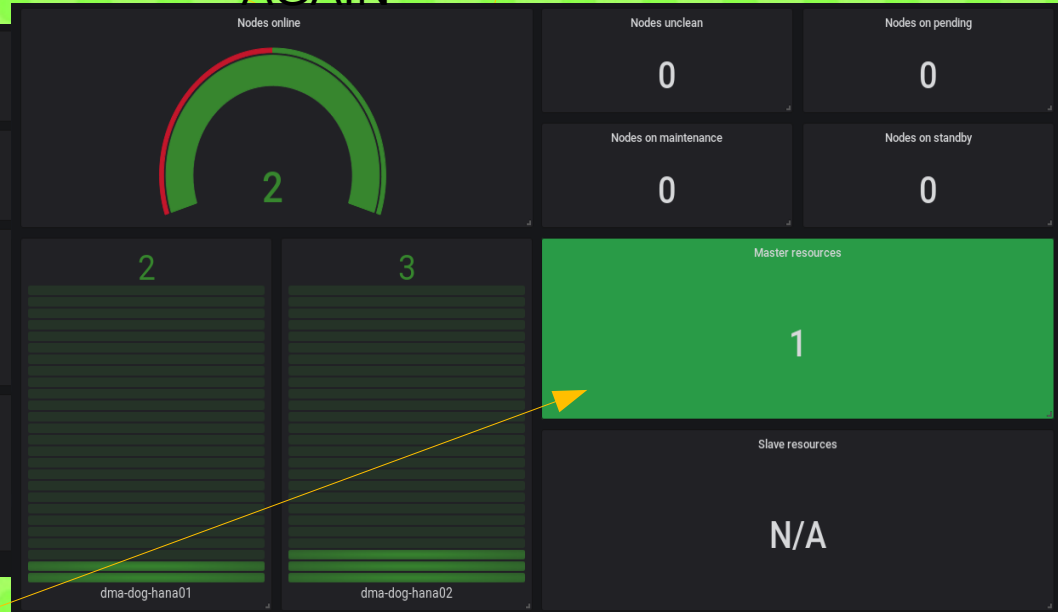 AGAIN
Nodes online
2
Nodes unclean
0
Nodes on pending
0
Nodes on maintenance
0
Nodes on standby
0
2
dma-dog-hana01
3
dma-dog-hana02
Master resources
1
Slave resources
N/A